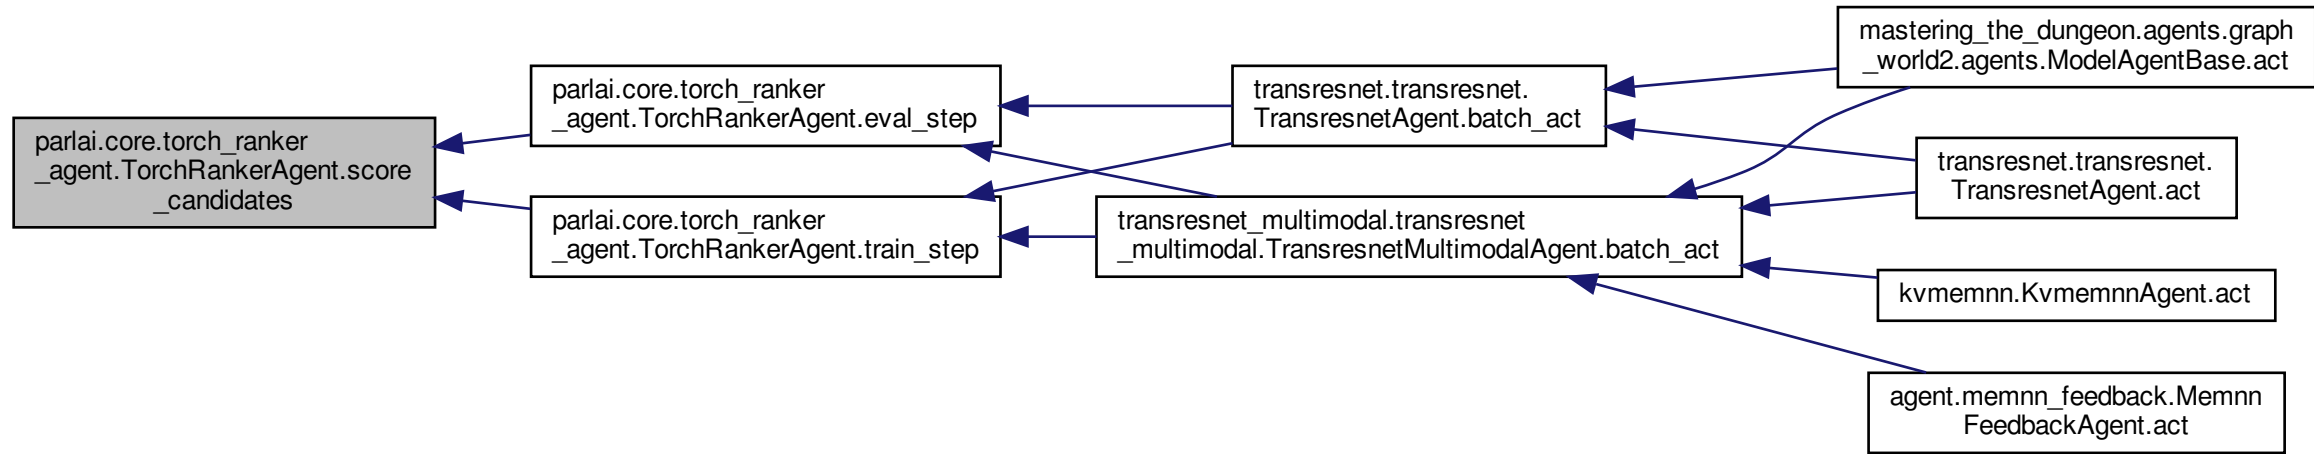 parlai.core.torch_ranker
_agent.TorchRankerAgent.score
_candidates
parlai.core.torch_ranker
_agent.TorchRankerAgent.eval_step
parlai.core.torch_ranker
_agent.TorchRankerAgent.train_step
transresnet.transresnet.
TransresnetAgent.batch_act
transresnet_multimodal.transresnet
_multimodal.TransresnetMultimodalAgent.batch_act
mastering_the_dungeon.agents.graph
_world2.agents.ModelAgentBase.act
transresnet.transresnet.
TransresnetAgent.act
kvmemnn.KvmemnnAgent.act
agent.memnn_feedback.Memnn
FeedbackAgent.act